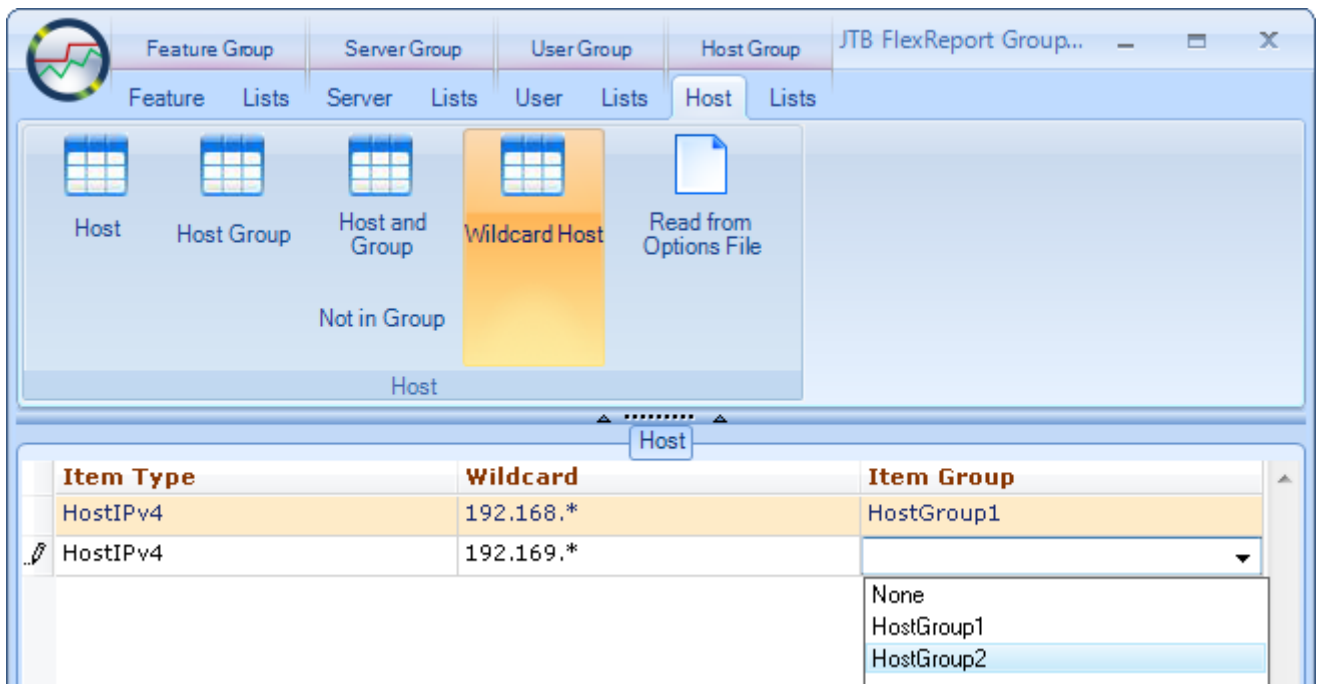 Feature Group Server Group User Group Host Group JTB FlexReport Group...
Feature Lists Server Lists User Lists Host Lists
Host
Host Group
Host and
Group
Not in Group
Wildcard Host
Read from
Options File
Host
Host
Item Type Wildcard Item Group
HostIPv4 192.168.* HostGroup1
HostIPv4 192.169.*
None
HostGroup1
HostGroup2